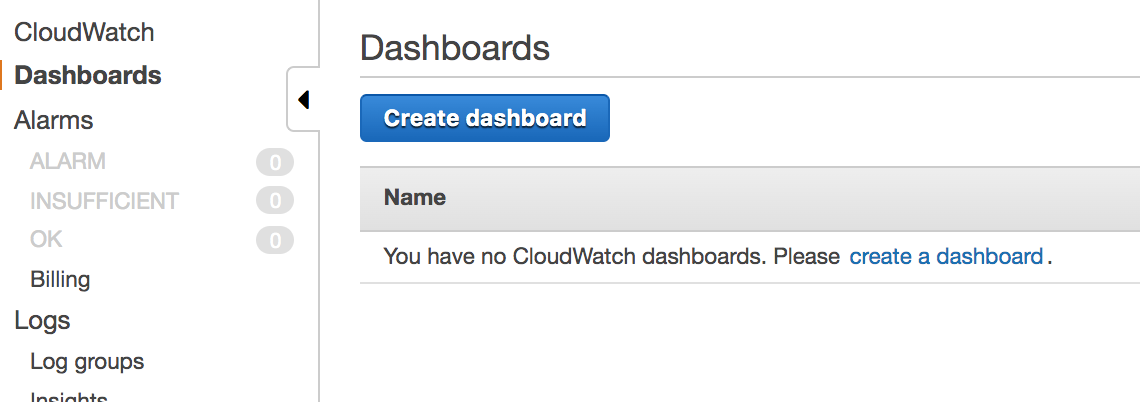 CloudWatch
Dashboards
Alarms
ALARM 0
INSUFFICIENT 0
OK 0
Billing
Logs
Log groups
Insights
Dashboards
Create dashboard
Name
You have no CloudWatch dashboards. Please create a dashboard.